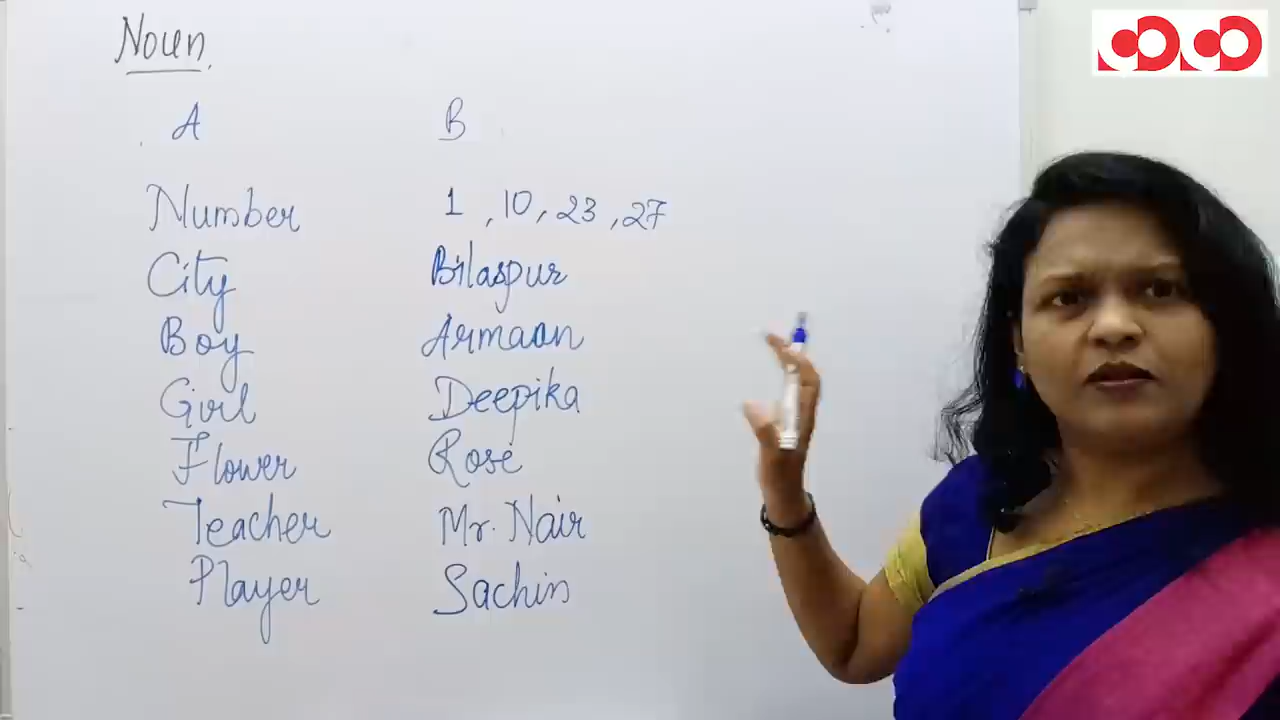 Noun
A B
Number 1, 10, 23, 27
City Bilaspur
Boy Armaan
Girl Deepika
Flower Rose
Teacher Mr. Nair
Player Sachin